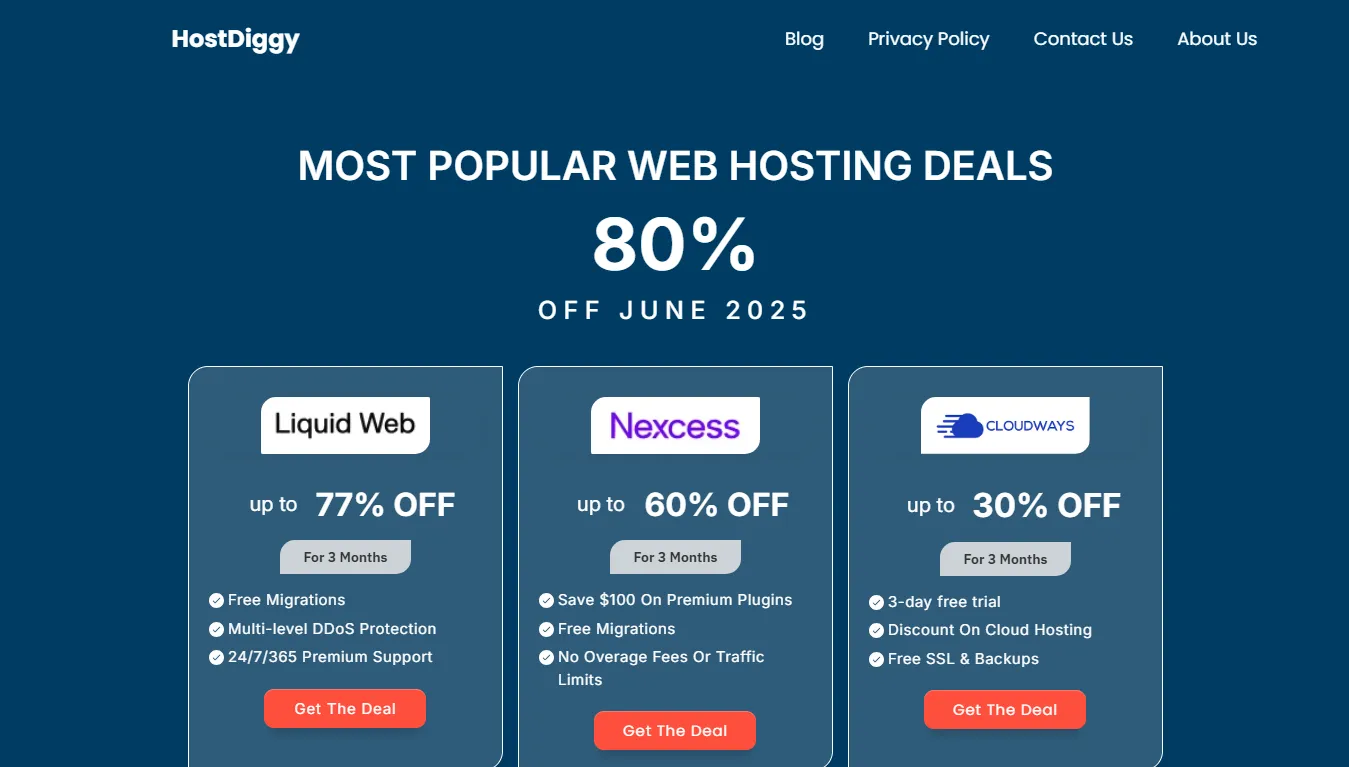 HostDiggy
Blog
Privacy Policy
Contact Us
About Us
MOST POPULAR WEB HOSTING DEALS
80%
OFF JUNE 2025
Liquid Web
up to 77% OFF
For 3 Months
Free Migrations
Multi-level DDoS Protection
24/7/365 Premium Support
Get The Deal
Nexcess
up to 60% OFF
For 3 Months
Save $100 On Premium Plugins
Free Migrations
No Overage Fees Or Traffic
Limits
Get The Deal
CLOUDWAYS
up to 30% OFF
For 3 Months
3-day free trial
Discount On Cloud Hosting
Free SSL & Backups
Get The Deal